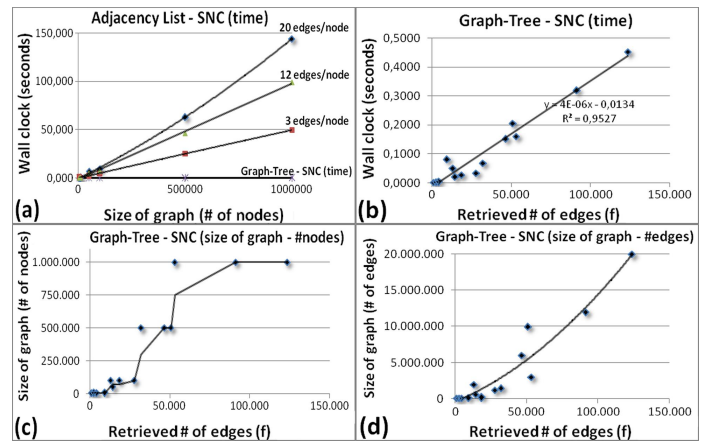 Adjacency List - SNC (time)
20 edges/node
150,000
100,000
50,000
0,000
12 edges/node
3 edges/node
Graph-Tree - SNC (time)
0
500000
1000000
Wall clock (seconds)
Size of graph (# of nodes)
(a)
Graph-Tree - SNC (time)
0,5000
0,4000
0,3000
0,2000
0,1000
0,0000
y = 4E-06x - 0,0134
R² = 0,9527
0
50.000
100.000
150.000
Wall clock (seconds)
Retrieved # of edges (f)
(b)
Graph-Tree - SNC (size of graph - #nodes)
1.000.000
750.000
500.000
250.000
0
0
50.000
100.000
150.000
Size of graph (# of nodes)
Retrieved # of edges (f)
(c)
Graph-Tree - SNC (size of graph - #edges)
20.000.000
15.000.000
10.000.000
5.000.000
0
0
50.000
100.000
150.000
Size of graph (# of edges)
Retrieved # of edges (f)
(d)